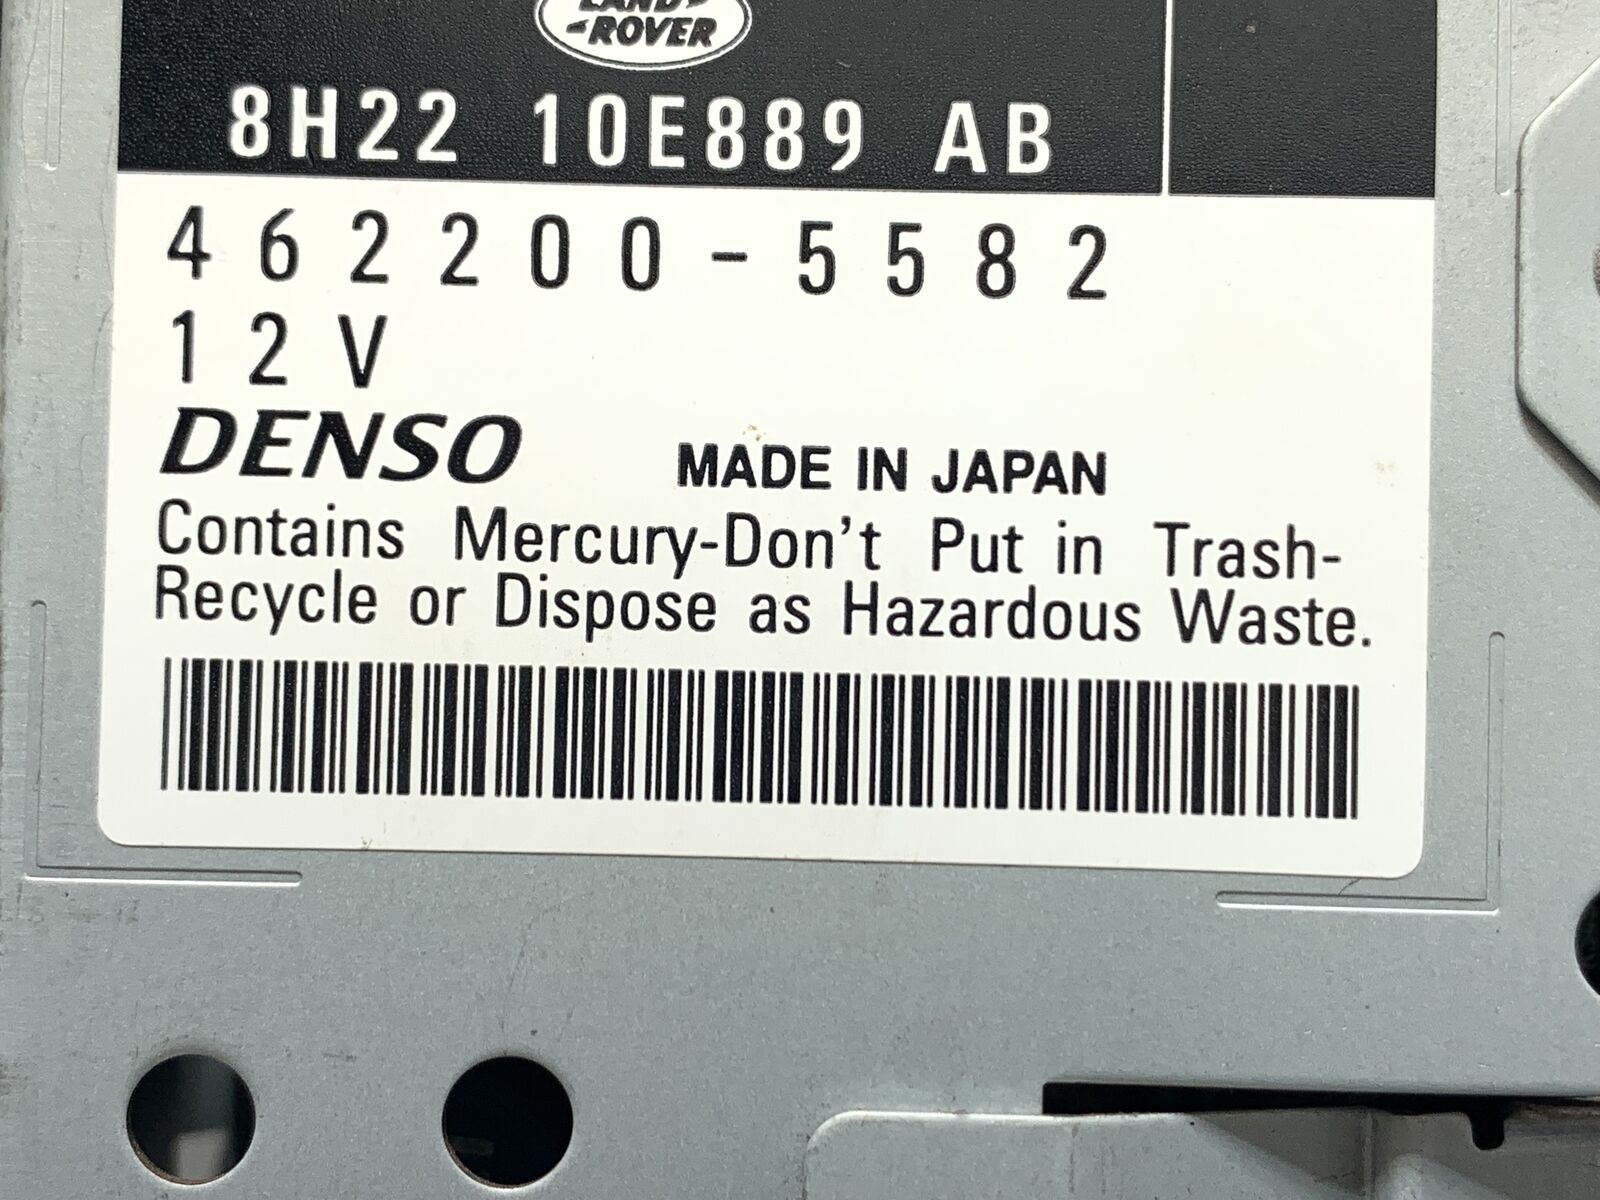 LAND
ROVER
8H22 10E889 AB
462200-5582
12V
DENSO
MADE IN JAPAN
Contains Mercury-Don't Put in Trash-
Recycle or Dispose as Hazardous Waste.